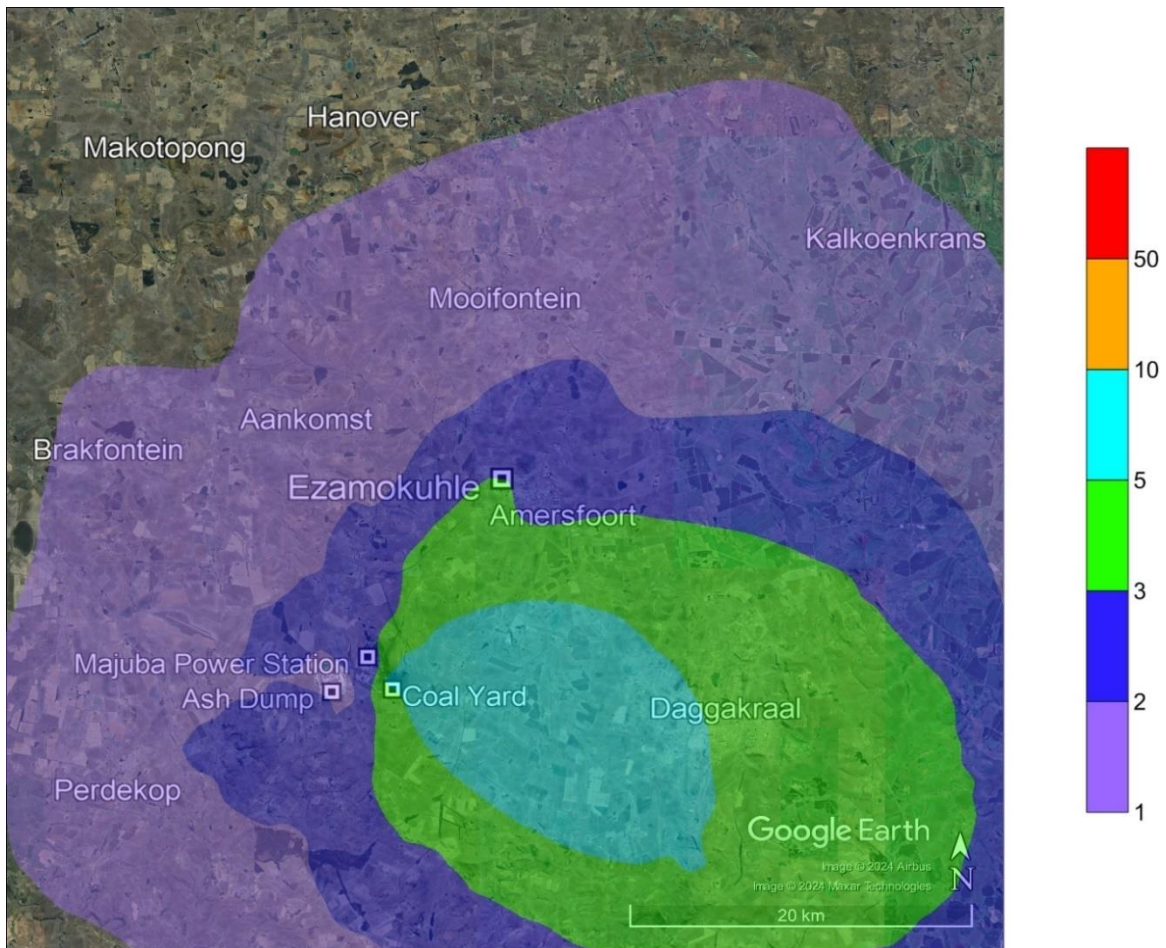 Hanover
Makotopong
Kalkoenkrans
Mooifontein
Aankomst
Brakfontein
Ezamokuhle
Amersfoort
Majuba Power Station
Ash Dump
Coal Yard
Daggakraal
Perdekop
Google Earth
Image © 2024 Airbus
Image © 2024 Maxar Technologies
N
20 km
50
10
5
3
2
1